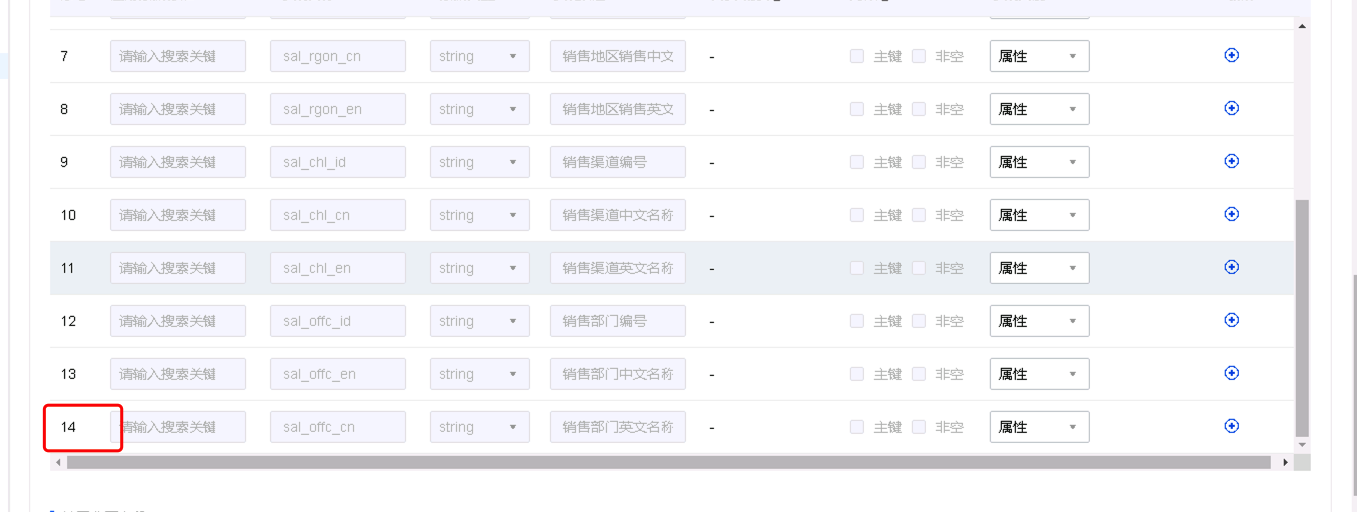 7 请输入搜索关键 sal_rgon_cn string 销售地区销售中文 - 主键 非空 属性
8 请输入搜索关键 sal_rgon_en string 销售地区销售英文 - 主键 非空 属性
9 请输入搜索关键 sal_chl_id string 销售渠道编号 - 主键 非空 属性
10 请输入搜索关键 sal_chl_cn string 销售渠道中文名称 - 主键 非空 属性
11 请输入搜索关键 sal_chl_en string 销售渠道英文名称 - 主键 非空 属性
12 请输入搜索关键 sal_offc_id string 销售部门编号 - 主键 非空 属性
13 请输入搜索关键 sal_offc_en string 销售部门中文名称 - 主键 非空 属性
14 请输入搜索关键 sal_offc_cn string 销售部门英文名称 - 主键 非空 属性